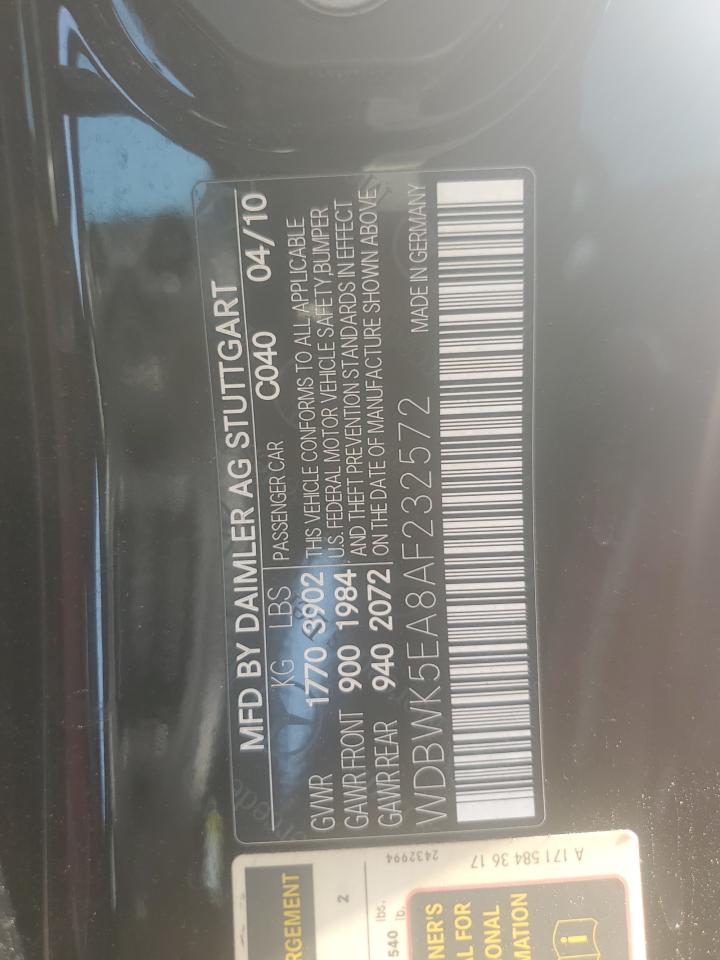 MFD BY DAIMLER AG STUTTGART
KG LBS PASSENGER CAR C040 04/10
GVWR 1770 3902 THIS VEHICLE CONFORMS TO ALL APPLICABLE
GAWR FRONT 900 1984 U.S. FEDERAL MOTOR VEHICLE SAFETY, BUMPER
GAWR REAR 940 2072 AND THEFT PREVENTION STANDARDS IN EFFECT
ON THE DATE OF MANUFACTURE SHOWN ABOVE
WDBWK5EA8AF232572 MADE IN GERMANY
2432994
A 171 584 36 17
RGEMENT
2
lbs.
540 lb.
NER'S
AL FOR
ONAL
MATION